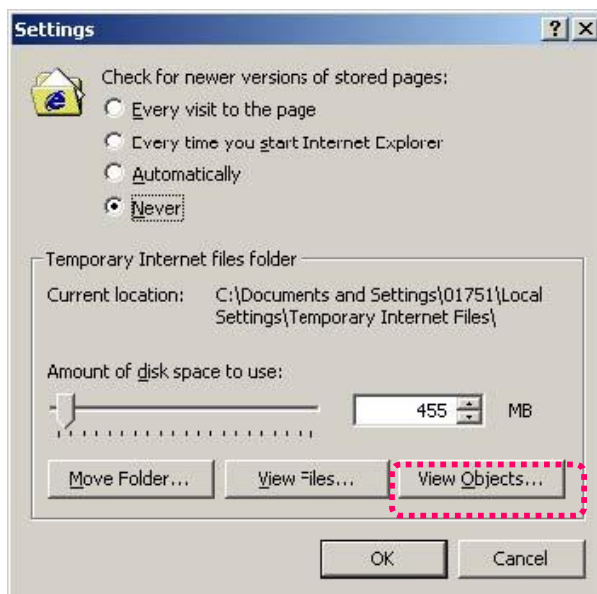 Settings
Check for newer versions of stored pages:
Every visit to the page
Every time you start Internet Explorer
Automatically
Never
Temporary Internet files folder
Current location: C:\Documents and Settings\01751\Local
Settings\Temporary Internet Files\
Amount of disk space to use:
455 MB
Move Folder... View Files... View Objects...
OK Cancel